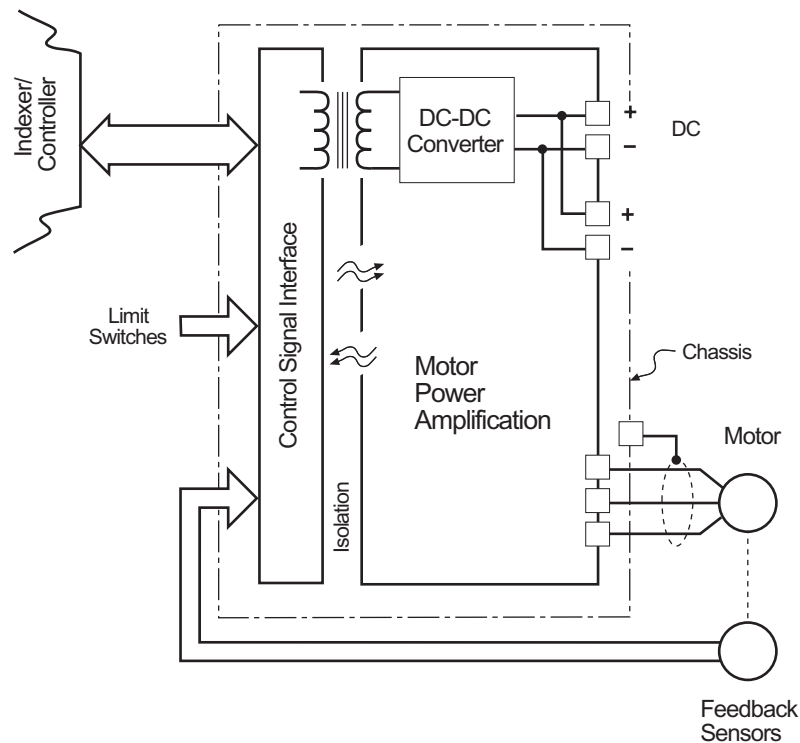 Indexer/
Controller
DC-DC
Converter
+
−
DC
+
−
Limit
Switches
Control Signal Interface
Isolation
Motor
Power
Amplification
Chassis
Motor
Feedback
Sensors